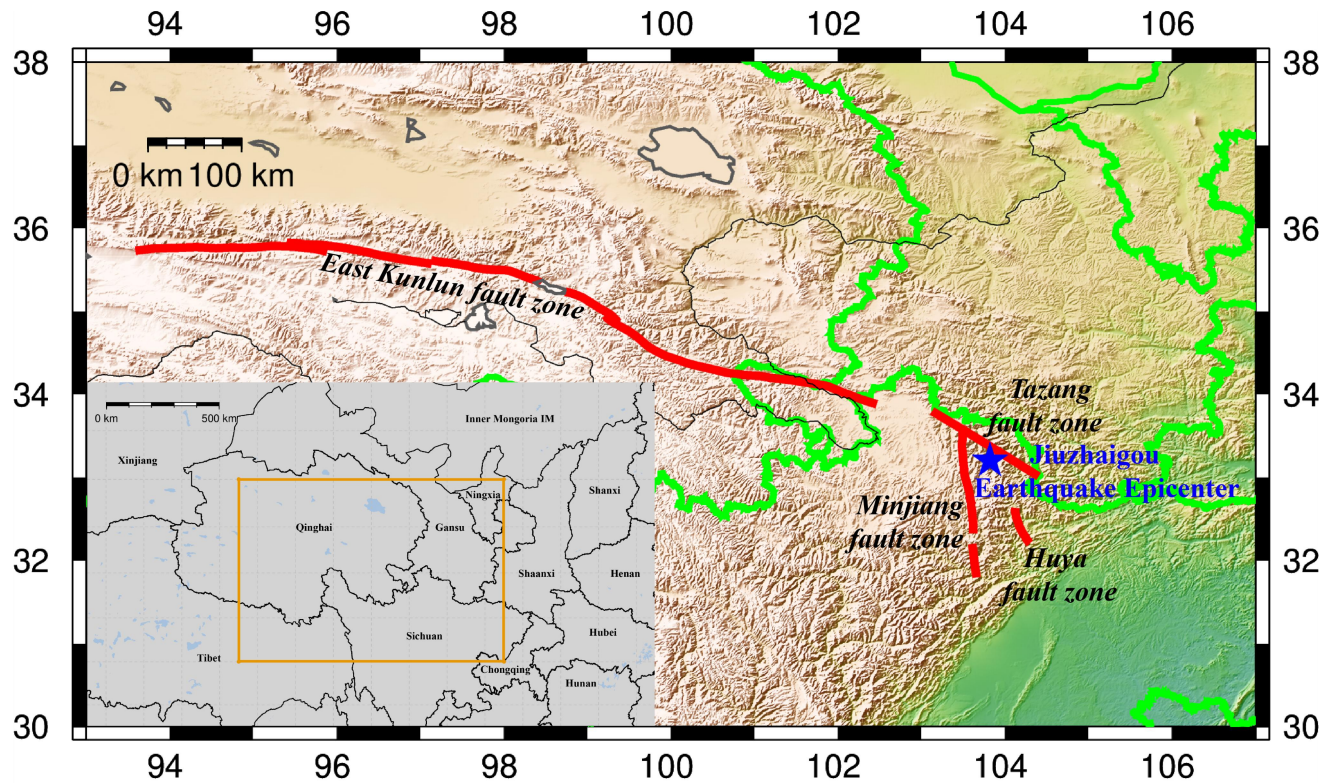 94 96 98 100 102 104 106
38 38
0 km 100 km
36 36
East Kunlun fault zone
34 34
Tazang
fault zone
Jiuzhaigou
Earthquake Epicenter
Minjiang
fault zone
Huya
fault zone
32 32
30 30
94 96 98 100 102 104 106
0 km 500 km
Inner Mongoria IM
Xinjiang
Ningxia
Shanxi
Qinghai
Gansu
Shaanxi
Henan
Sichuan
Hubei
Tibet
Chongqing
Hunan